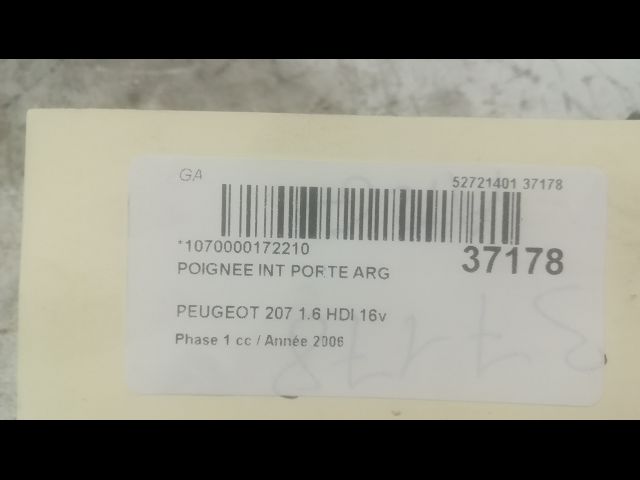 GA
52721401 37178
*1070000172210
37178
POIGNEE INT PORTE ARG
PEUGEOT 207 1.6 HDI 16v
Phase 1 cc / Année 2006
37178